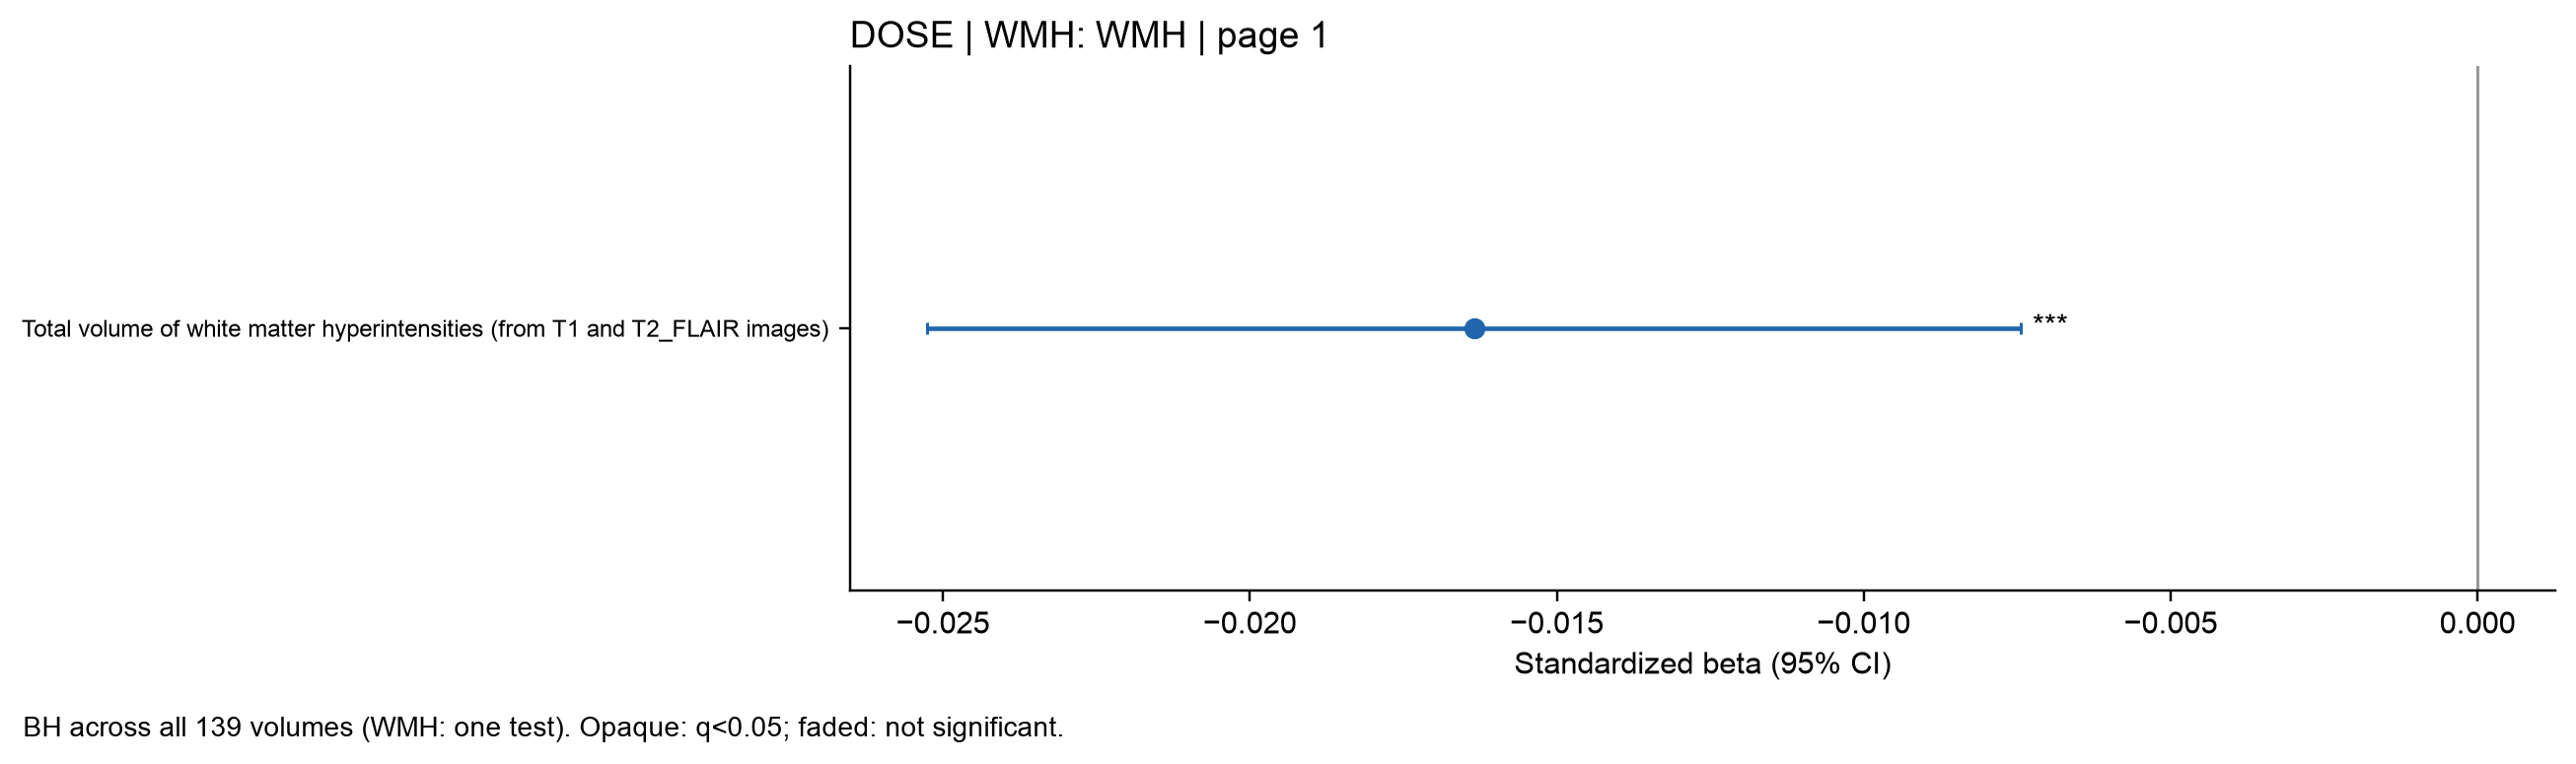 DOSE | WMH: WMH | page 1
Total volume of white matter hyperintensities (from T1 and T2_FLAIR images)
***
−0.025 −0.020 −0.015 −0.010 −0.005 0.000
Standardized beta (95% CI)
BH across all 139 volumes (WMH: one test). Opaque: q<0.05; faded: not significant.